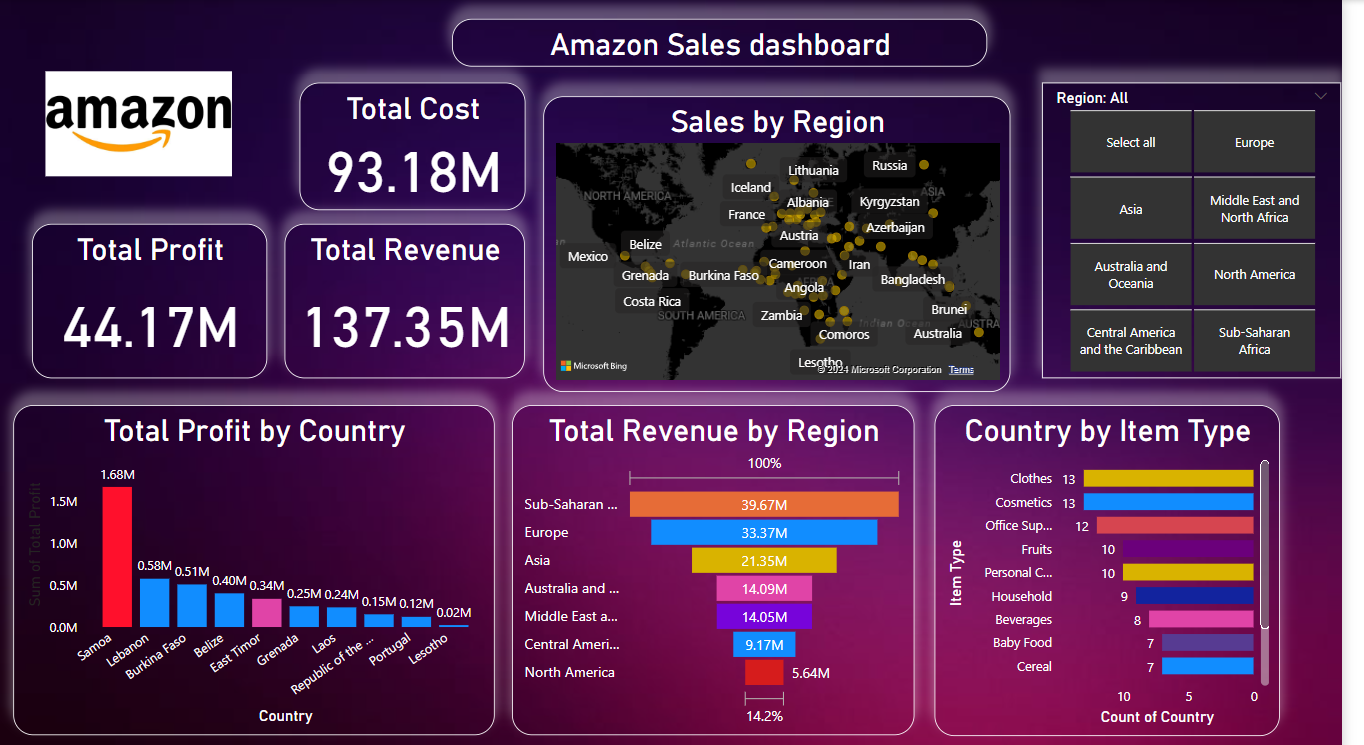 Amazon Sales dashboard
amazon
Total Cost
93.18M
Total Profit
44.17M
Total Revenue
137.35M
Sales by Region
NORTH AMERICA
Atlantic Ocean
SOUTH AMERICA
ASIA
Indian Ocean
AUSTRA
Lithuania
Russia
Iceland
Albania
Kyrgyzstan
France
Austria
Azerbaijan
Belize
Mexico
Cameroon
Iran
Grenada
Burkina Faso
Bangladesh
Angola
Costa Rica
Zambia
Brunei
Comoros
Australia
Lesotho
Microsoft Bing
© 2024 Microsoft Corporation
Terms
Region: All
Select all
Europe
Asia
Middle East and
North Africa
Australia and
Oceania
North America
Central America
and the Caribbean
Sub-Saharan
Africa
Total Profit by Country
Sum of Total Profit
1.5M
1.0M
0.5M
0.0M
1.68M
0.58M
0.51M
0.40M
0.34M
0.25M
0.24M
0.15M
0.12M
0.02M
Samoa
Lebanon
Burkina Faso
Belize
East Timor
Grenada
Laos
Republic of the ...
Portugal
Lesotho
Country
Total Revenue by Region
100%
Sub-Saharan ... 39.67M
Europe 33.37M
Asia 21.35M
Australia and ... 14.09M
Middle East a... 14.05M
Central Ameri... 9.17M
North America 5.64M
14.2%
Country by Item Type
Item Type
Clothes 13
Cosmetics 13
Office Sup... 12
Fruits 10
Personal C... 10
Household 9
Beverages 8
Baby Food 7
Cereal 7
10 5 0
Count of Country